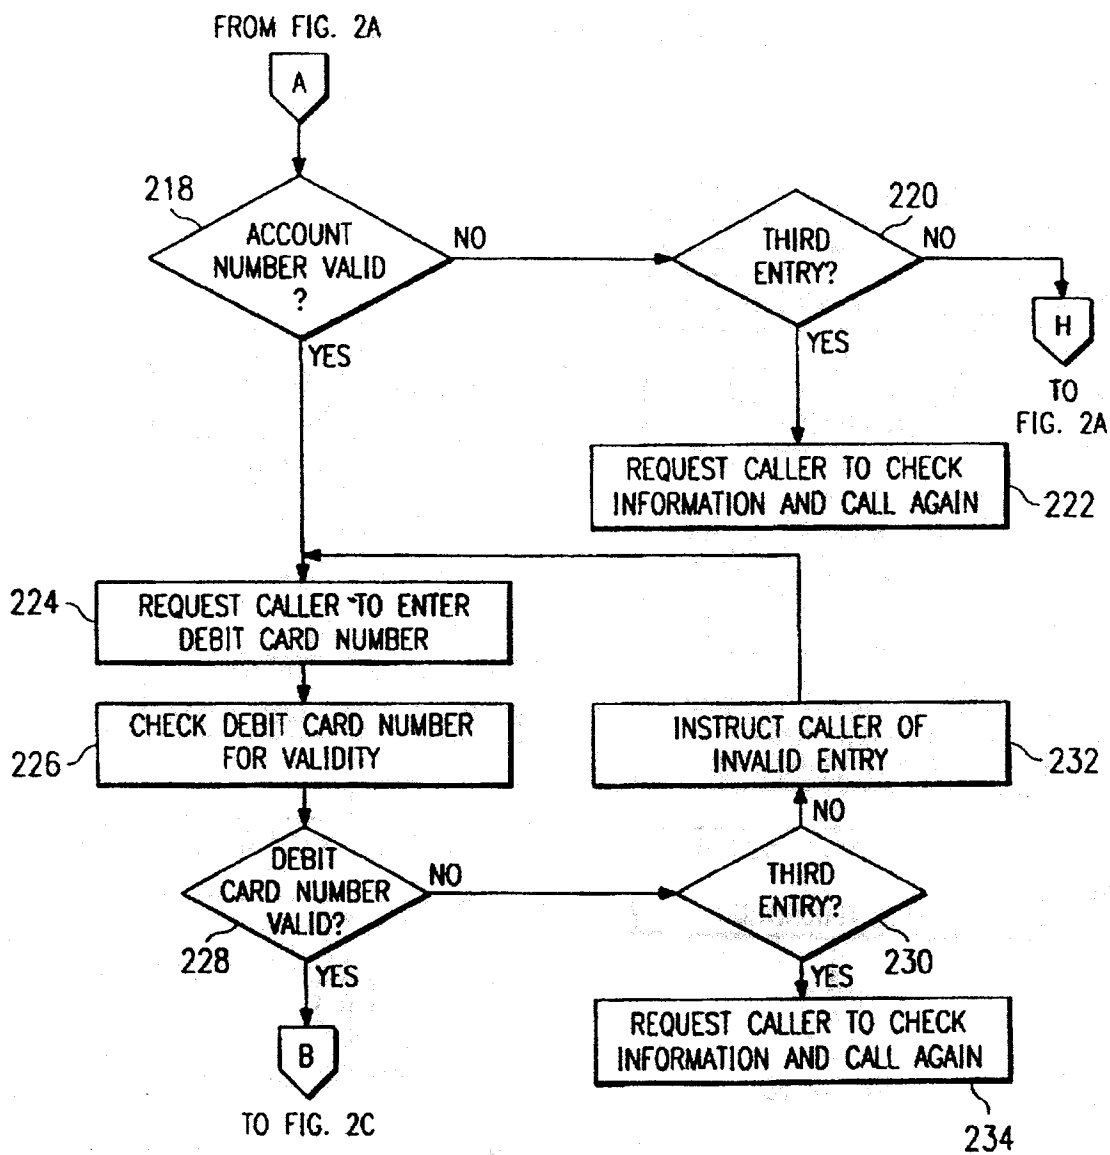 FROM FIG. 2A
A
218
ACCOUNT
NUMBER VALID
?
NO
YES
220
THIRD
ENTRY?
NO
YES
H
TO
FIG. 2A
REQUEST CALLER TO CHECK
INFORMATION AND CALL AGAIN
222
224
REQUEST CALLER TO ENTER
DEBIT CARD NUMBER
226
CHECK DEBIT CARD NUMBER
FOR VALIDITY
INSTRUCT CALLER OF
INVALID ENTRY
232
NO
DEBIT
CARD NUMBER
VALID?
228
NO
YES
THIRD
ENTRY?
230
YES
B
TO FIG. 2C
REQUEST CALLER TO CHECK
INFORMATION AND CALL AGAIN
234